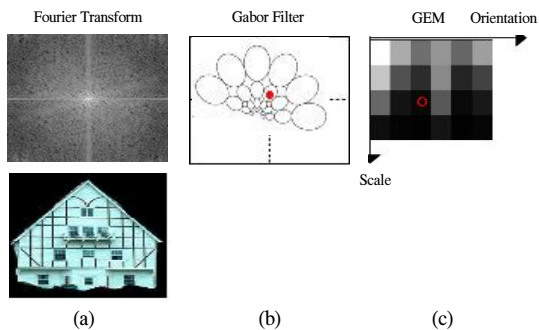 Fourier Transform
Gabor Filter
GEM
Orientation
Scale
(a)
(b)
(c)